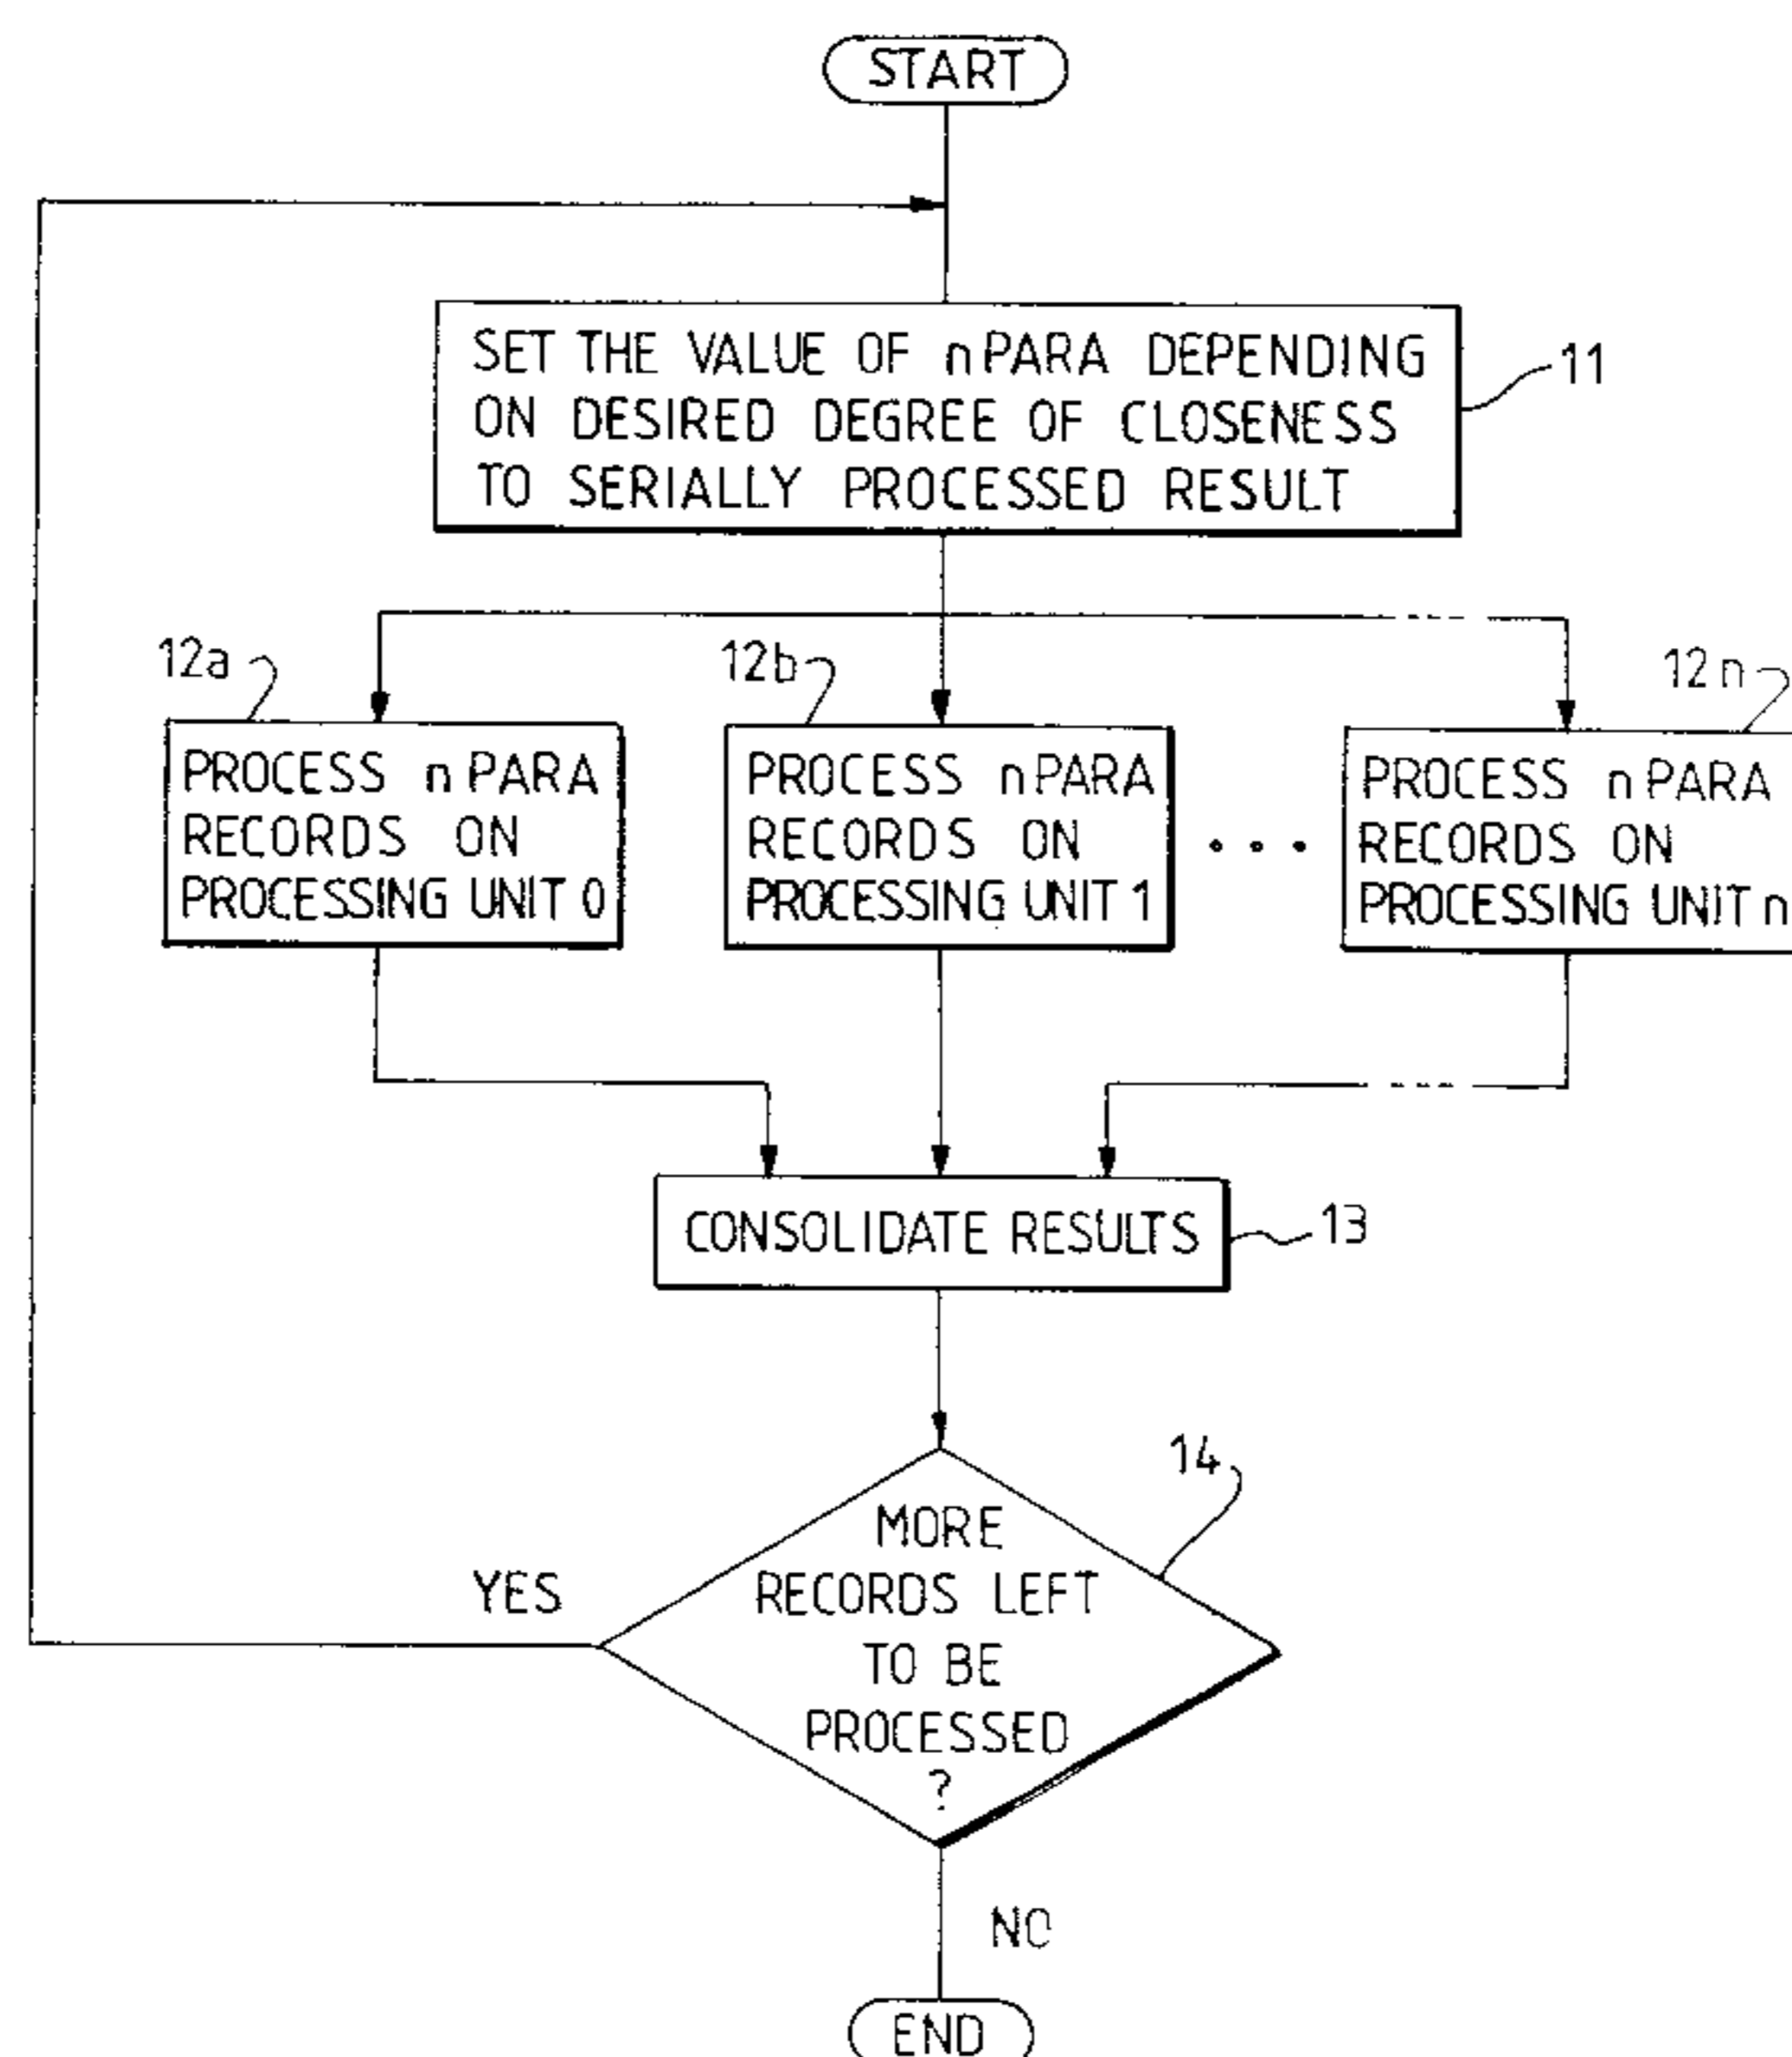 START
SET THE VALUE OF nPARA DEPENDING
ON DESIRED DEGREE OF CLOSENESS
TO SERIALLY PROCESSED RESULT
11
12a
12b
12n
PROCESS nPARA
RECORDS ON
PROCESSING UNIT 0
PROCESS nPARA
RECORDS ON
PROCESSING UNIT 1
• • •
PROCESS nPARA
RECORDS ON
PROCESSING UNIT n
CONSOLIDATE RESULTS
13
14
MORE
RECORDS LEFT
TO BE
PROCESSED
?
YES
NO
END